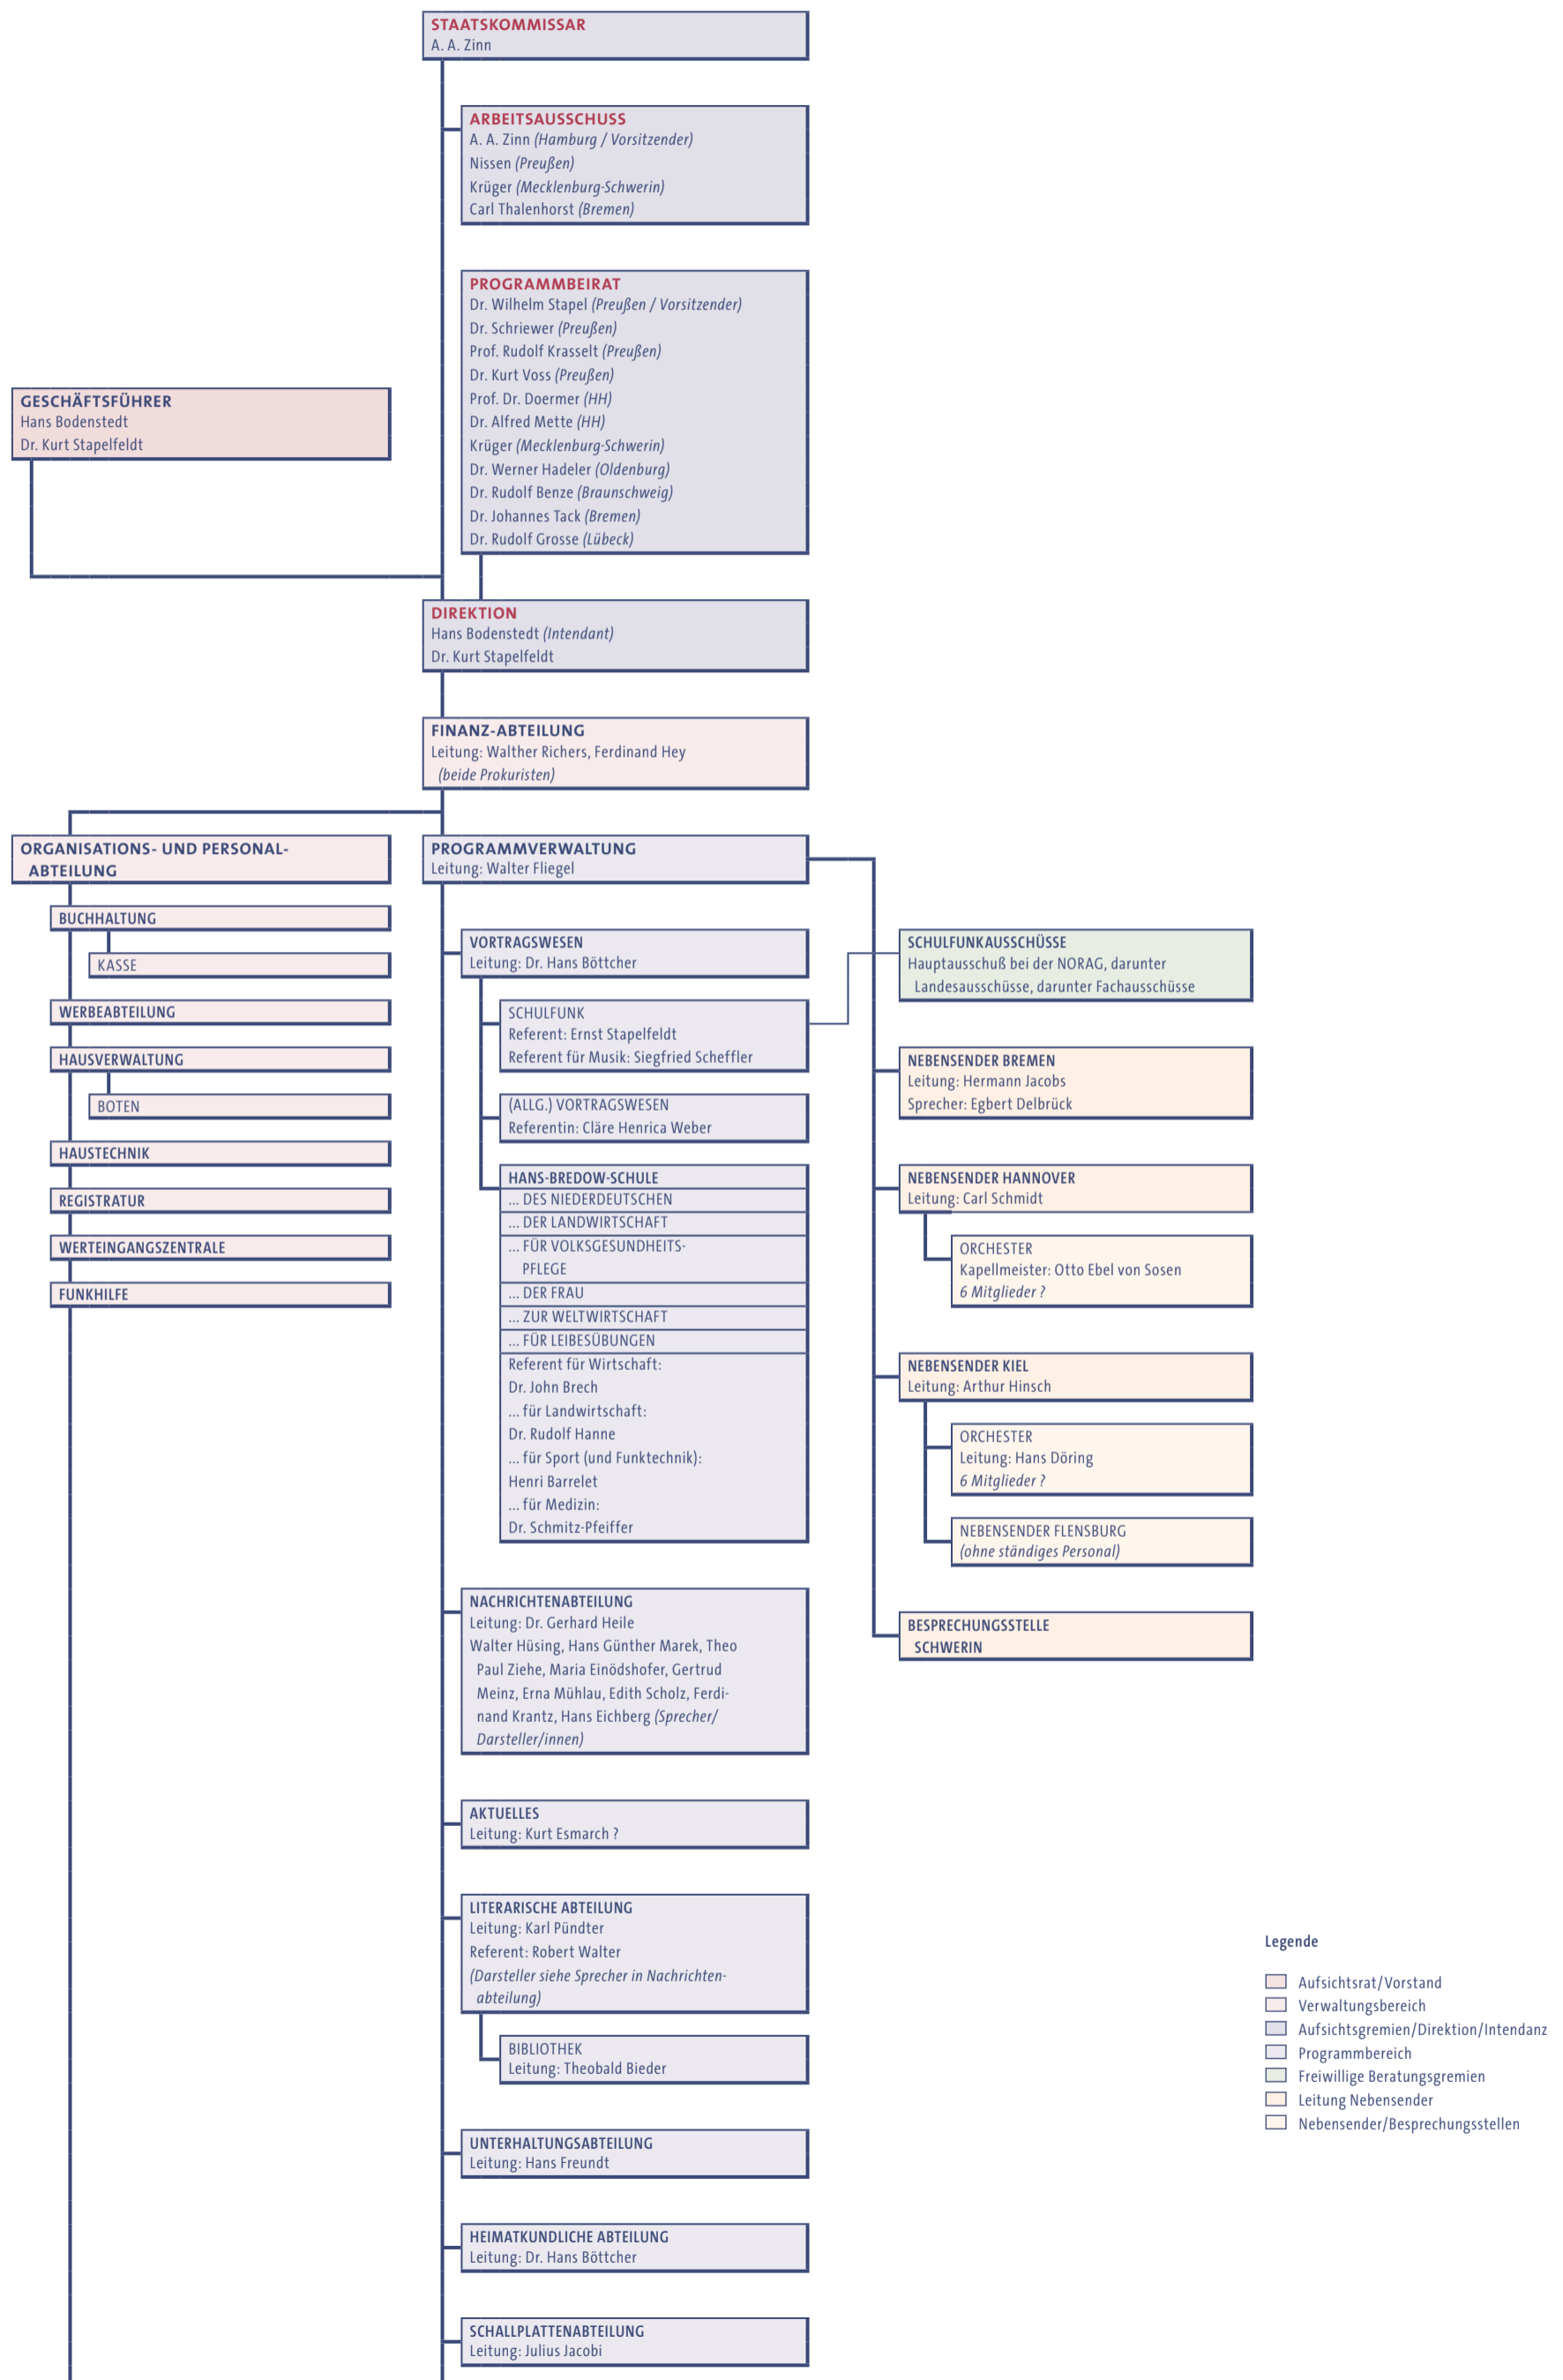 STAATSKOMMISSAR
A. A. Zinn
ARBEITSAUSSCHUSS
A. A. Zinn (Hamburg / Vorsitzender)
Nissen (Preußen)
Krüger (Mecklenburg-Schwerin)
Carl Thalenhorst (Bremen)
PROGRAMMBEIRAT
Dr. Wilhelm Stapel (Preußen / Vorsitzender)
Dr. Schriewer (Preußen)
Prof. Rudolf Krasselt (Preußen)
Dr. Kurt Voss (Preußen)
Prof. Dr. Doermer (HH)
Dr. Alfred Mette (HH)
Krüger (Mecklenburg-Schwerin)
Dr. Werner Hadeler (Oldenburg)
Dr. Rudolf Benze (Braunschweig)
Dr. Johannes Tack (Bremen)
Dr. Rudolf Grosse (Lübeck)
GESCHÄFTSFÜHRER
Hans Bodenstedt
Dr. Kurt Stapelfeldt
DIREKTION
Hans Bodenstedt (Intendant)
Dr. Kurt Stapelfeldt
FINANZ-ABTEILUNG
Leitung: Walther Richers, Ferdinand Hey
(beide Prokuristen)
ORGANISATIONS- UND PERSONAL-
ABTEILUNG
BUCHHALTUNG
KASSE
WERBEABTEILUNG
HAUSVERWALTUNG
BOTEN
HAUSTECHNIK
REGISTRATUR
WERTEINGANGSZENTRALE
FUNKHILFE
PROGRAMMVERWALTUNG
Leitung: Walter Fliegel
VORTRAGSWESEN
Leitung: Dr. Hans Böttcher
SCHULFUNK
Referent: Ernst Stapelfeldt
Referent für Musik: Siegfried Scheffler
(ALLG.) VORTRAGSWESEN
Referentin: Cläre Henrica Weber
HANS-BREDOW-SCHULE
... DES NIEDERDEUTSCHEN
... DER LANDWIRTSCHAFT
... FÜR VOLKSGESUNDHEITS-
PFLEGE
... DER FRAU
... ZUR WELTWIRTSCHAFT
... FÜR LEIBESÜBUNGEN
Referent für Wirtschaft:
Dr. John Brech
... für Landwirtschaft:
Dr. Rudolf Hanne
... für Sport (und Funktechnik):
Henri Barrelet
... für Medizin:
Dr. Schmitz-Pfeiffer
NACHRICHTENABTEILUNG
Leitung: Dr. Gerhard Heile
Walter Hüsing, Hans Günther Marek, Theo
Paul Ziehe, Maria Einödshofer, Gertrud
Meinz, Erna Mühlau, Edith Scholz, Ferdi-
nand Krantz, Hans Eichberg (Sprecher/
Darsteller/innen)
AKTUELLES
Leitung: Kurt Esmarch ?
LITERARISCHE ABTEILUNG
Leitung: Karl Pündter
Referent: Robert Walter
(Darsteller siehe Sprecher in Nachrichten-
abteilung)
BIBLIOTHEK
Leitung: Theobald Bieder
UNTERHALTUNGSABTEILUNG
Leitung: Hans Freundt
HEIMATKUNDLICHE ABTEILUNG
Leitung: Dr. Hans Böttcher
SCHALLPLATTENABTEILUNG
Leitung: Julius Jacobi
SCHULFUNKAUSSCHÜSSE
Hauptausschuß bei der NORAG, darunter
Landesausschüsse, darunter Fachausschüsse
NEBENSENDER BREMEN
Leitung: Hermann Jacobs
Sprecher: Egbert Delbrück
NEBENSENDER HANNOVER
Leitung: Carl Schmidt
ORCHESTER
Kapellmeister: Otto Ebel von Sosen
6 Mitglieder ?
NEBENSENDER KIEL
Leitung: Arthur Hinsch
ORCHESTER
Leitung: Hans Döring
6 Mitglieder ?
NEBENSENDER FLENSBURG
(ohne ständiges Personal)
BESPRECHUNGSSTELLE
SCHWERIN
Legende
Aufsichtsrat/Vorstand
Verwaltungsbereich
Aufsichtsgremien/Direktion/Intendanz
Programmbereich
Freiwillige Beratungsgremien
Leitung Nebensender
Nebensender/Besprechungsstellen